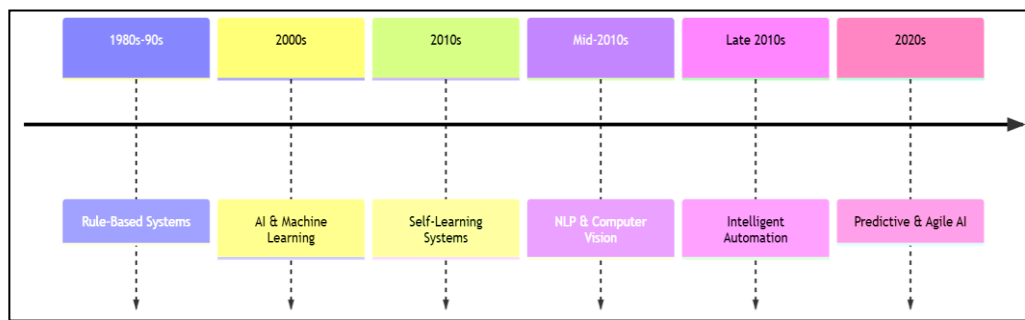 1980s-90s
2000s
2010s
Mid-2010s
Late 2010s
2020s
Rule-Based Systems
AI & Machine
Learning
Self-Learning
Systems
NLP & Computer
Vision
Intelligent
Automation
Predictive & Agile AI